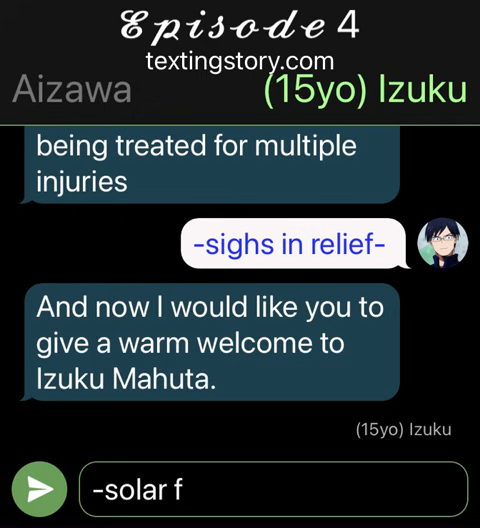 𝓔𝓹𝓲𝓼𝓸𝓭𝓮 4
textingstory.com
Aizawa (15yo) Izuku
being treated for multiple
injuries
-sighs in relief-
And now I would like you to
give a warm welcome to
Izuku Mahuta.
(15yo) Izuku
-solar f